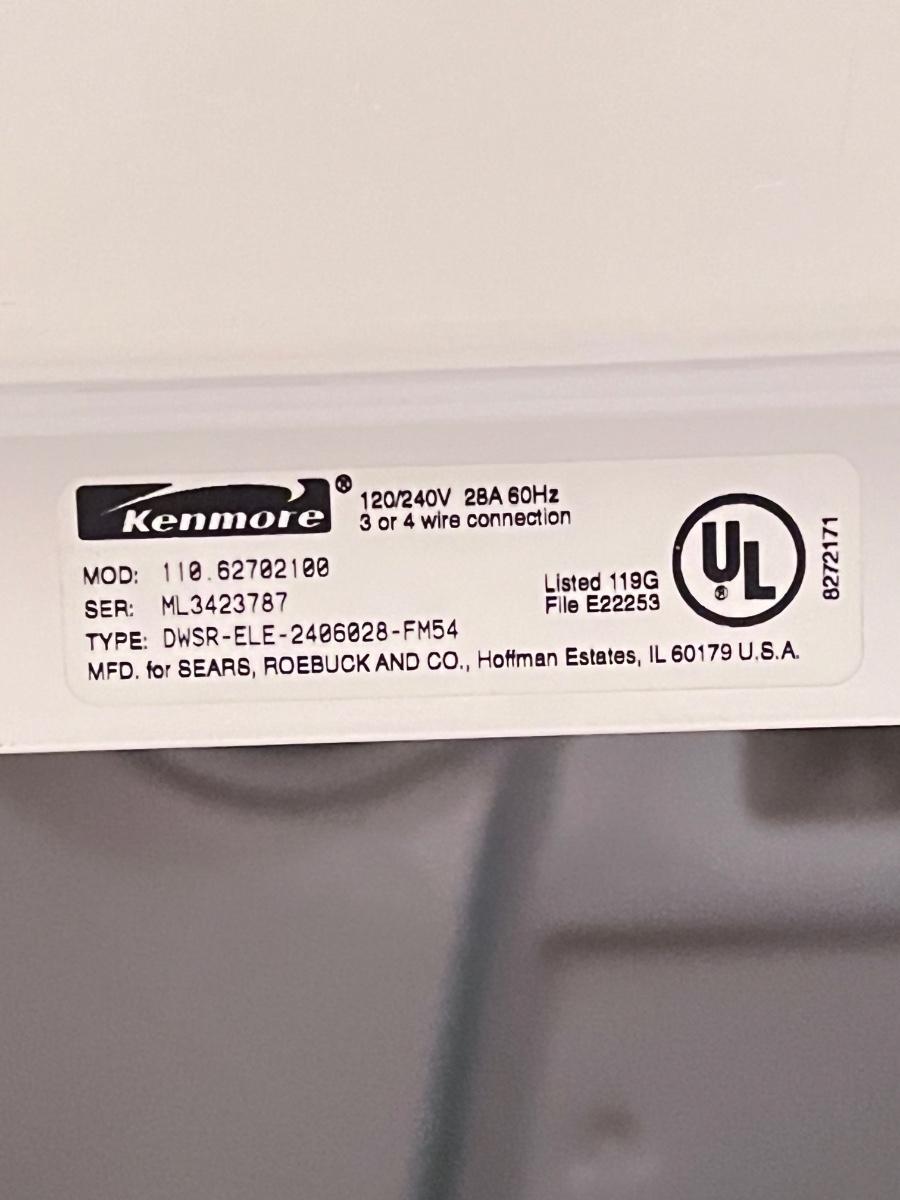 Kenmore®
120/240V 28A 60Hz
3 or 4 wire connection
MOD: 110.62702100
SER: ML3423787
TYPE: DWSR-ELE-2406028-FM54
MFD. for SEARS, ROEBUCK AND CO., Hoffman Estates, IL 60179 U.S.A.
Listed 119G
File E22253
UL®
8272171